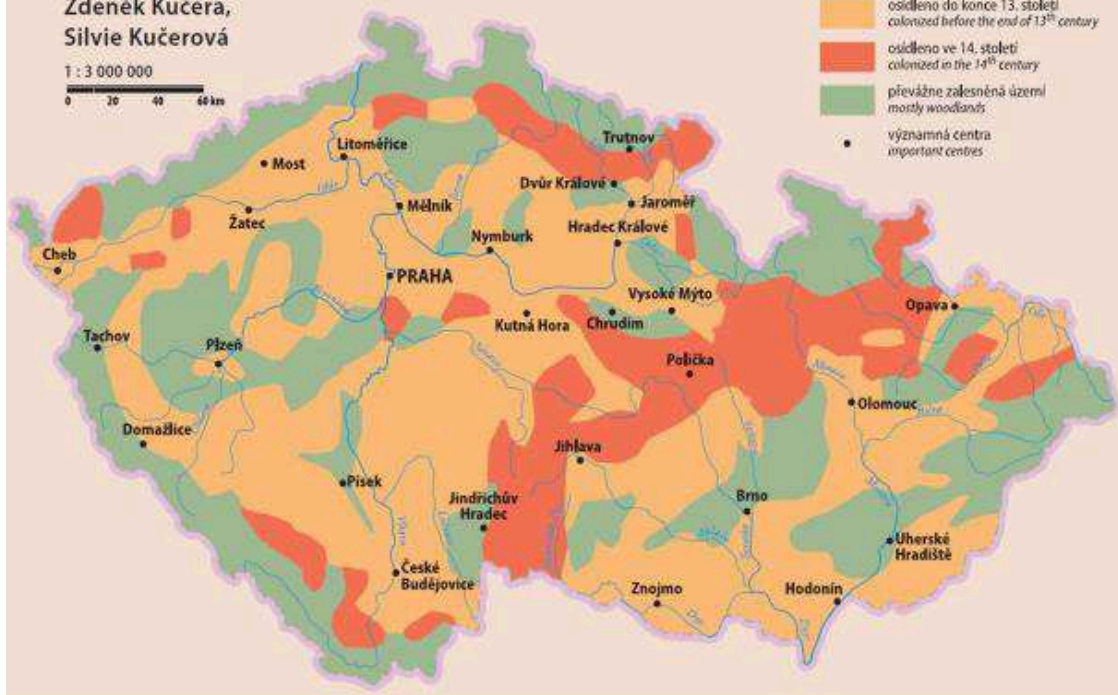 Zdeněk Kučera,
Silvie Kučerová
1 : 3 000 000
0 20 40 60 km
osídleno do konce 13. století
colonized before the end of 13th century
osídleno ve 14. století
colonized in the 14th century
převážne zalesněná území
mostly woodlands
významná centra
important centres
Trutnov
Litoměřice
Most
Dvůr Králové
Jaroměř
Mělník
Žatec
Hradec Králové
Nymburk
Cheb
PRAHA
Vysoké Mýto
Opava
Kutná Hora
Chrudim
Tachov
Plzeň
Polička
Olomouc
Domažlice
Jihlava
Písek
Brno
Jindřichův
Hradec
Uherské
Hradiště
České
Budějovice
Znojmo
Hodonín